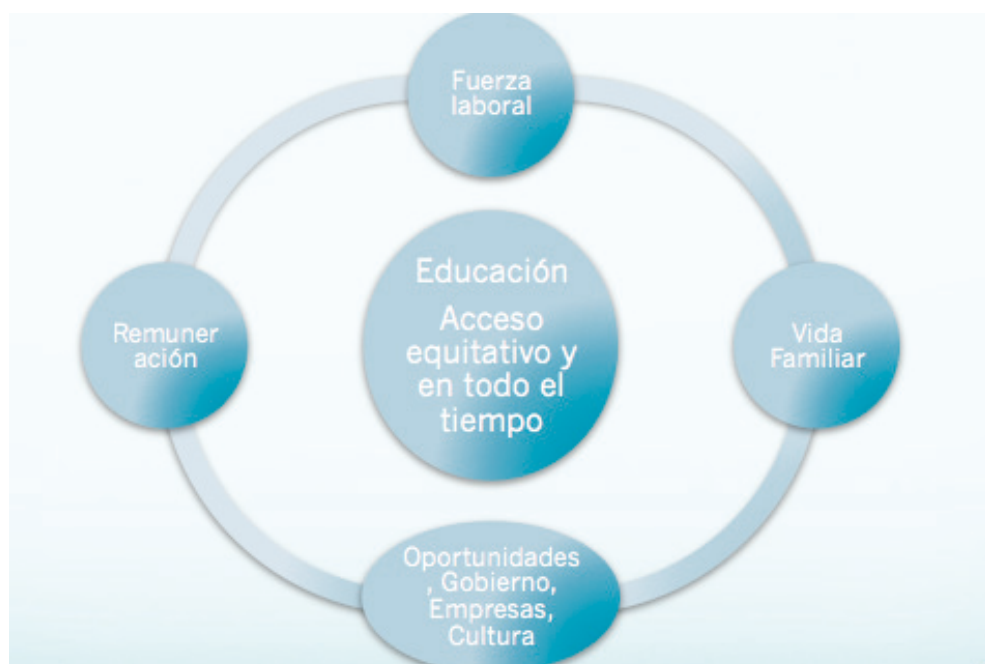 Fuerza
laboral
Educación
Acceso
equitativo y
en todo el
tiempo
Remuner
ación
Vida
Familiar
Oportunidades
, Gobierno,
Empresas,
Cultura